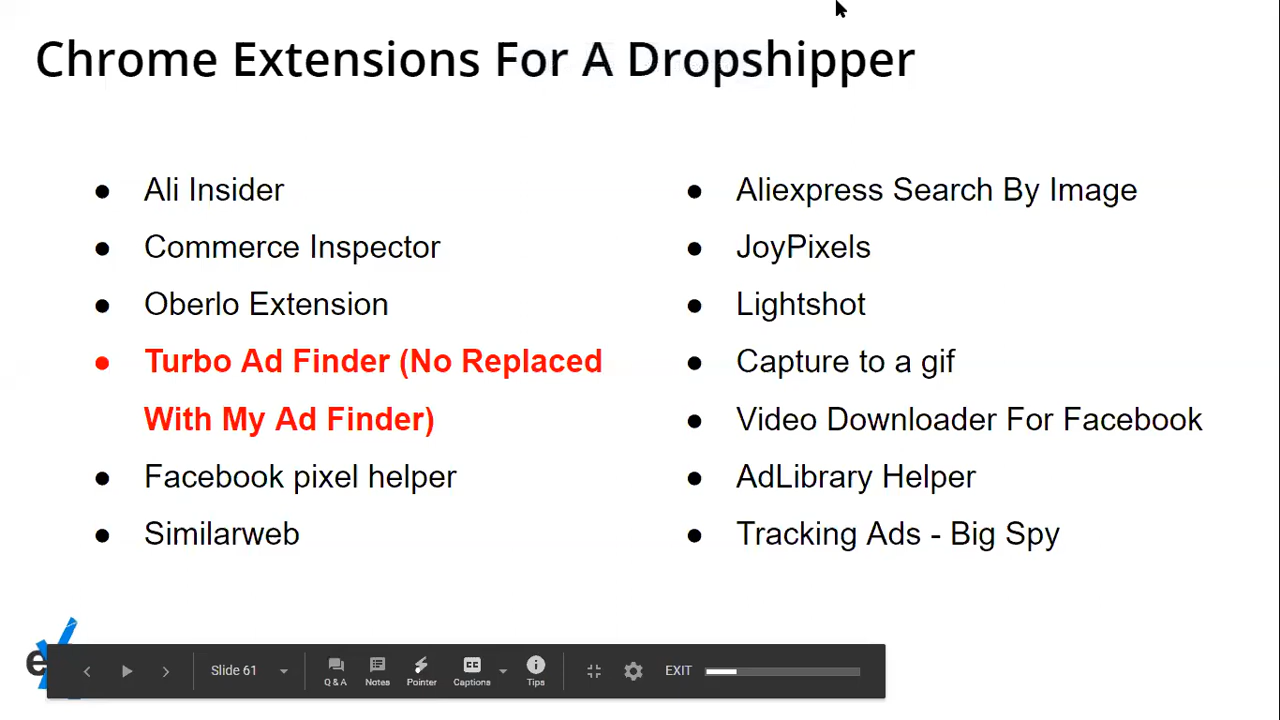 Chrome Extensions For A Dropshipper
● Ali Insider
● Commerce Inspector
● Oberlo Extension
● Turbo Ad Finder (No Replaced
With My Ad Finder)
● Facebook pixel helper
● Similarweb
● Aliexpress Search By Image
● JoyPixels
● Lightshot
● Capture to a gif
● Video Downloader For Facebook
● AdLibrary Helper
● Tracking Ads - Big Spy
e
Slide 61
Q & A
Notes
Pointer
CC
Captions
Tips
EXIT